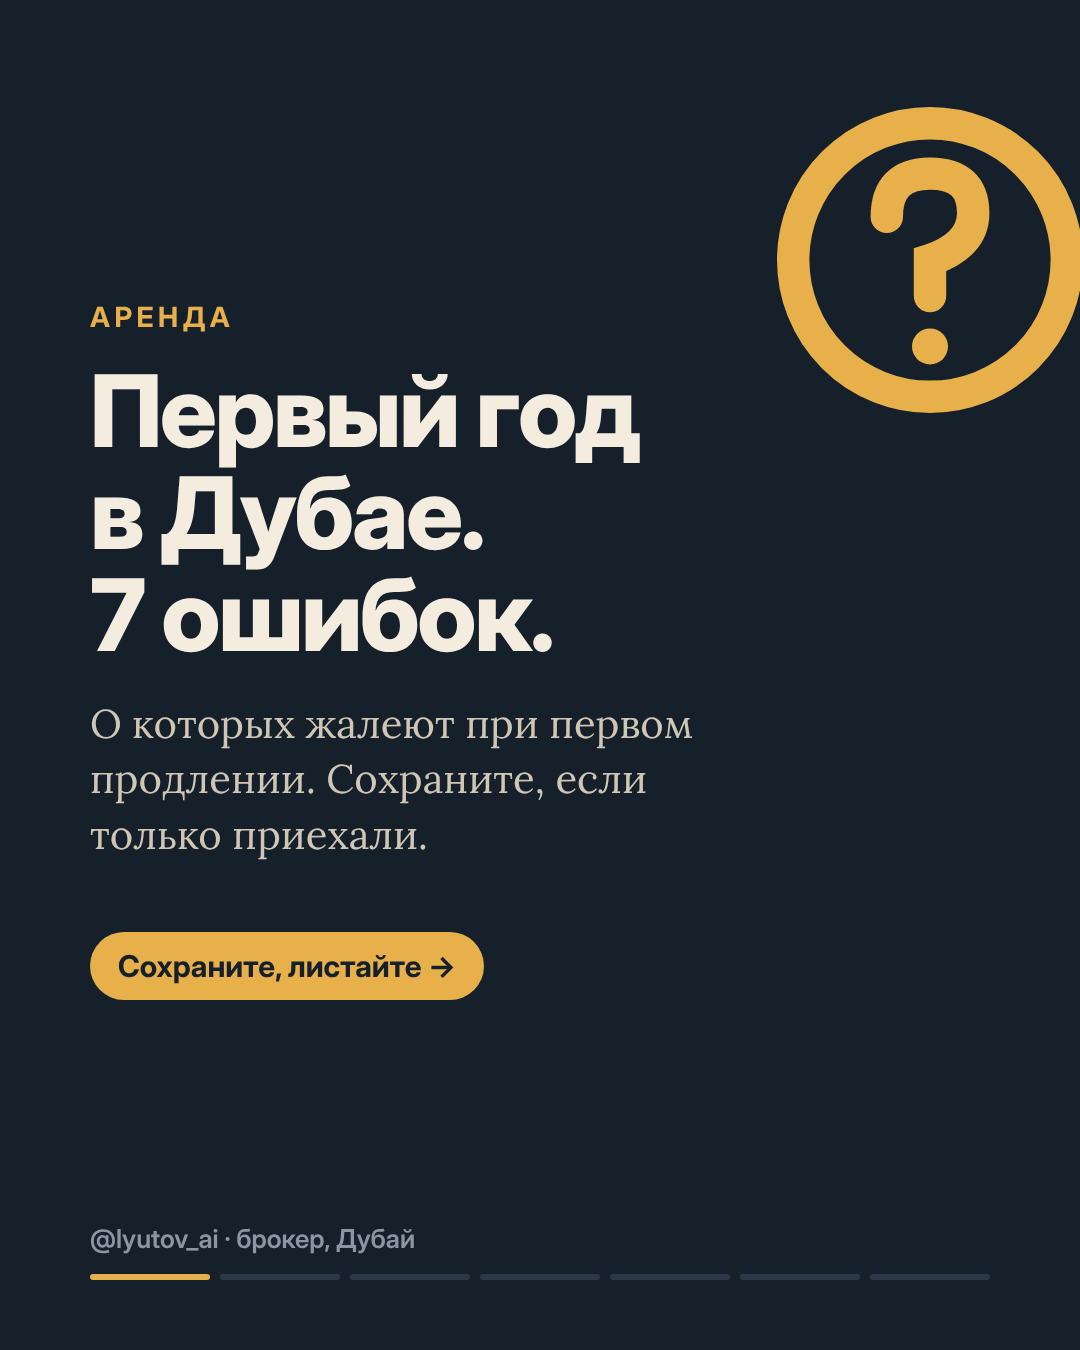 АРЕНДА
Первый год
в Дубае.
7 ошибок.
О которых жалеют при первом
продлении. Сохраните, если
только приехали.
Сохраните, листайте →
@lyutov_ai · брокер, Дубай
?